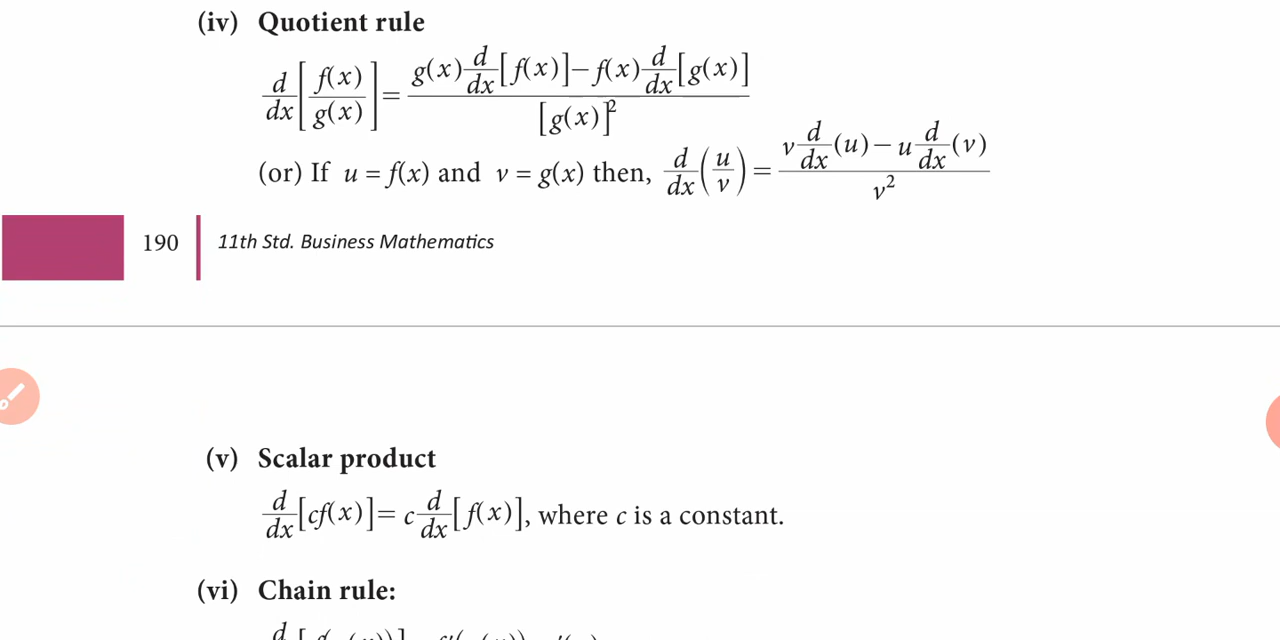 (iv) Quotient rule
d/dx [f(x)/g(x)] = (g(x) d/dx [f(x)] − f(x) d/dx [g(x)]) / [g(x)]²
(or) If u = f(x) and v = g(x) then, d/dx (u/v) = (v d/dx (u) − u d/dx (v)) / v²
190 11th Std. Business Mathematics
(v) Scalar product
d/dx [cf(x)] = c d/dx [f(x)], where c is a constant.
(vi) Chain rule: